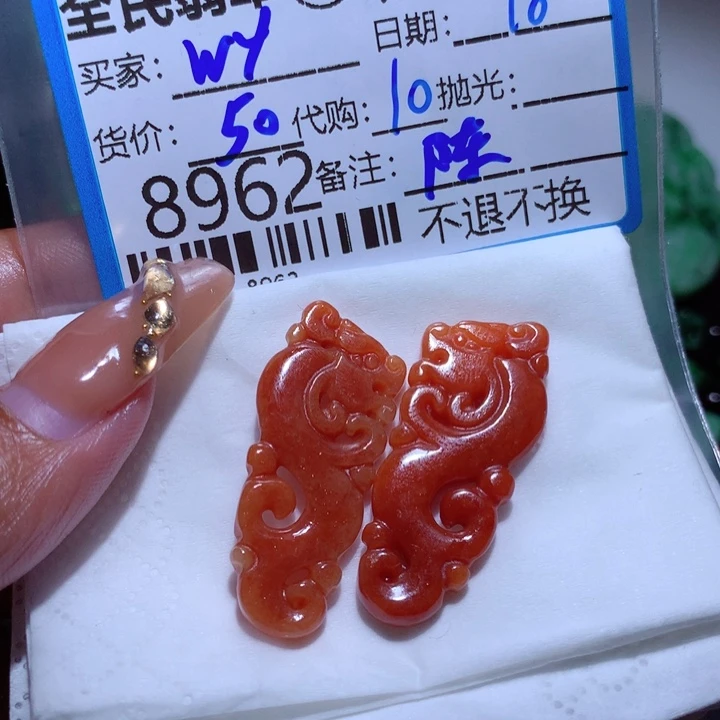 全民翡翠
买家: WY 日期: 10
货价: 50 代购: 10 抛光:
8962 备注: 陈
不退不换
8962